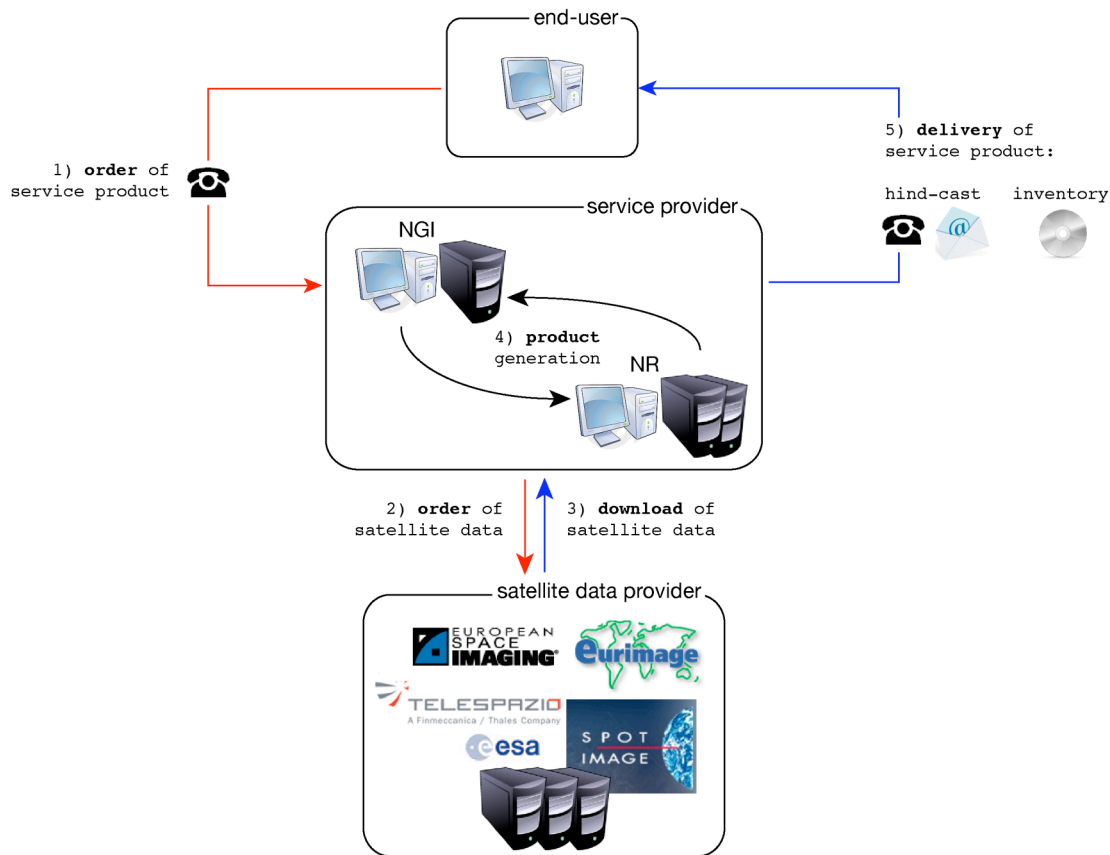 end-user
1) order of
service product
5) delivery of
service product:
hind-cast
inventory
@
service provider
NGI
4) product
generation
NR
2) order of
satellite data
3) download of
satellite data
satellite data provider
EUROPEAN
SPACE
IMAGING®
eurimage
TELESPAZIO
A Finmeccanica / Thales Company
esa
SPOT
IMAGE